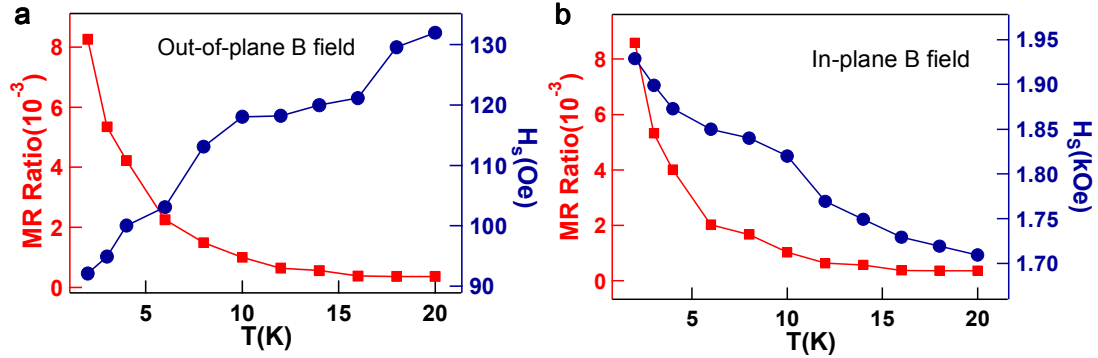 a
Out-of-plane B field
MR Ratio(10⁻³)
8
6
4
2
0
Hₛ(Oe)
130
120
110
100
90
5
10
15
20
T(K)
b
In-plane B field
MR Ratio(10⁻³)
8
6
4
2
0
Hₛ(kOe)
1.95
1.90
1.85
1.80
1.75
1.70
5
10
15
20
T(K)